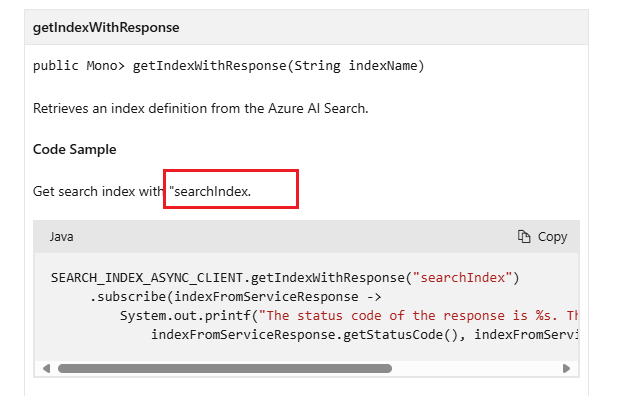 getIndexWithResponse
public Mono> getIndexWithResponse(String indexName)
Retrieves an index definition from the Azure AI Search.
Code Sample
Get search index with "searchIndex.
Java
Copy
SEARCH_INDEX_ASYNC_CLIENT.getIndexWithResponse("searchIndex")
.subscribe(indexFromServiceResponse ->
System.out.printf("The status code of the response is %s. Th
indexFromServiceResponse.getStatusCode(), indexFromServi